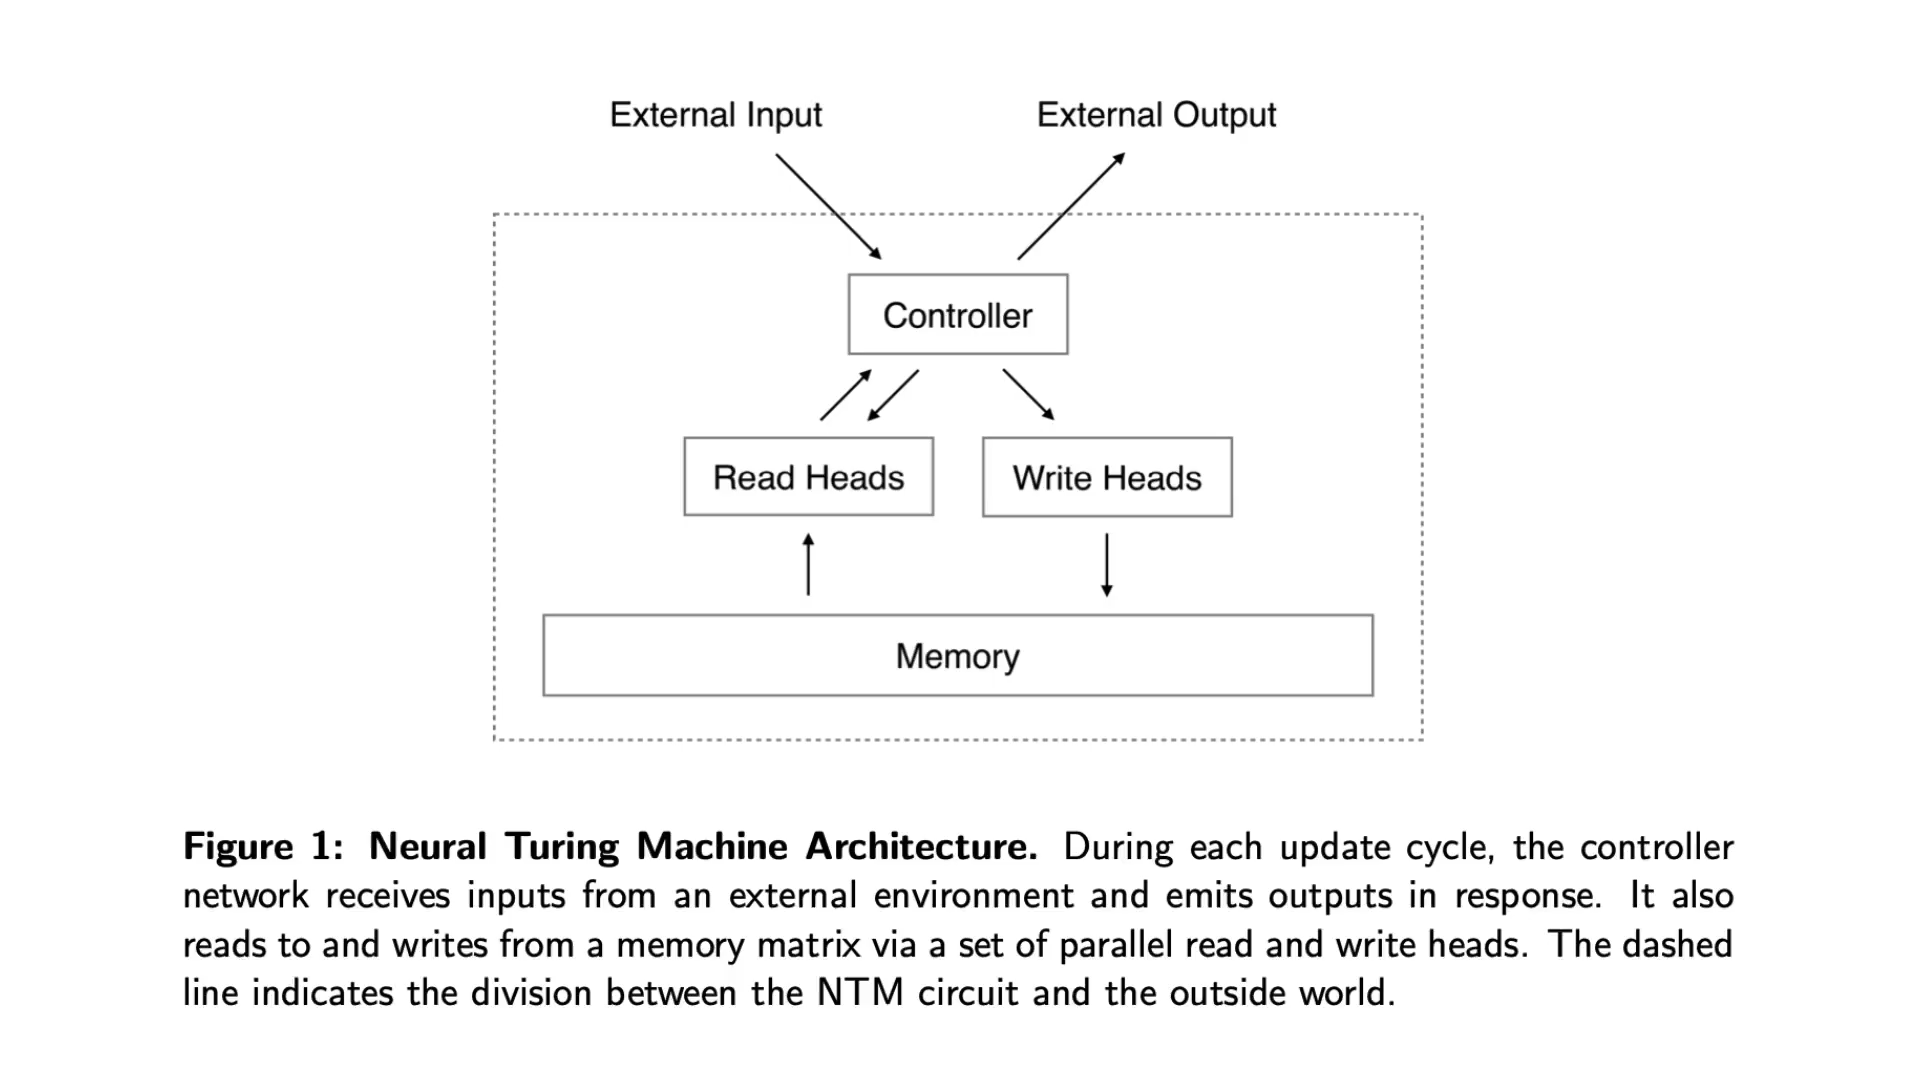 External Input
External Output
Controller
Read Heads
Write Heads
Memory
Figure 1: Neural Turing Machine Architecture. During each update cycle, the controller
network receives inputs from an external environment and emits outputs in response. It also
reads to and writes from a memory matrix via a set of parallel read and write heads. The dashed
line indicates the division between the NTM circuit and the outside world.